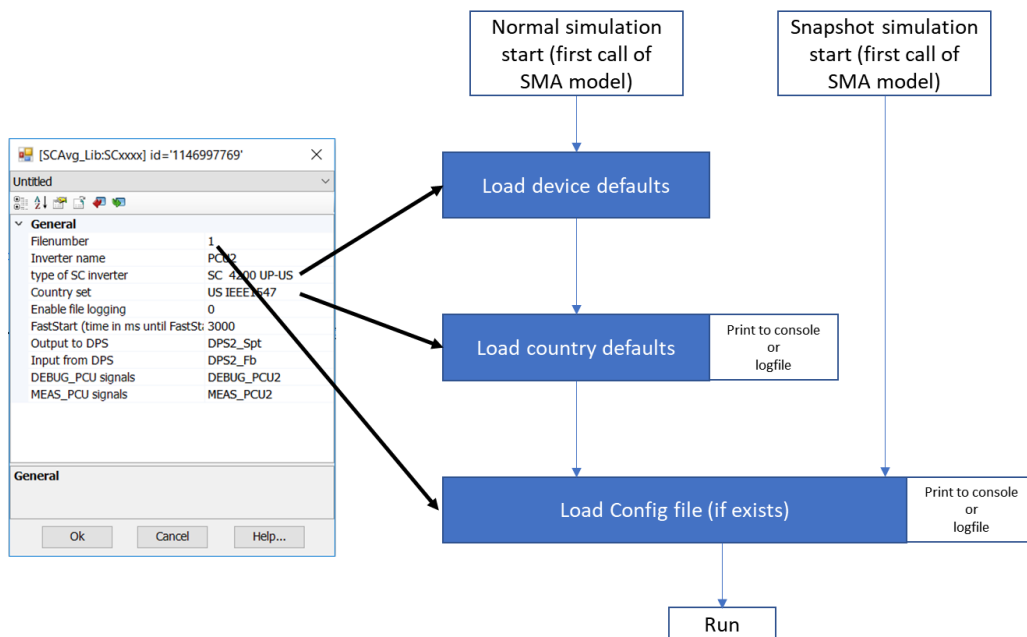 Normal simulation
start (first call of
SMA model)
Snapshot simulation
start (first call of
SMA model)
[SCAvg_Lib:SCxxxx] id='1146997769'
Untitled
General
Filenumber 1
Inverter name PCU2
type of SC inverter SC 4200 UP-US
Country set US IEEE1547
Enable file logging 0
FastStart (time in ms until FastSta 3000
Output to DPS DPS2_Spt
Input from DPS DPS2_Fb
DEBUG_PCU signals DEBUG_PCU2
MEAS_PCU signals MEAS_PCU2
General
Ok Cancel Help...
Load device defaults
Load country defaults
Print to console
or
logfile
Load Config file (if exists)
Print to console
or
logfile
Run